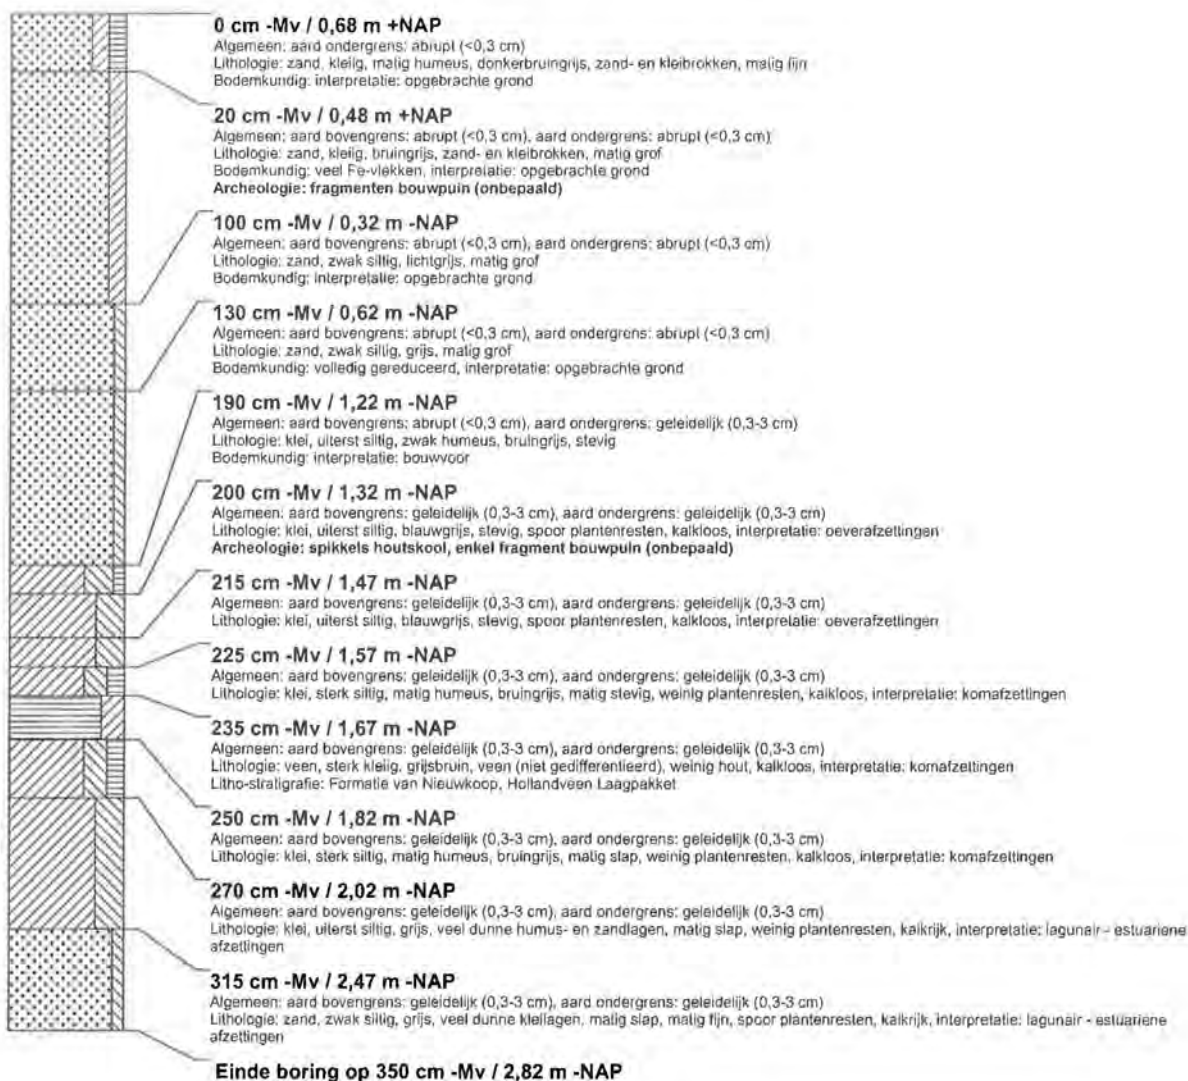 0 cm -Mv / 0,68 m +NAP
Algemeen: aard ondergrens: abrupt (<0,3 cm)
Lithologie: zand, kleiig, matig humeus, donkerbruingrijs, zand- en kleibrokken, matig fijn
Bodemkundig: interpretatie: opgebrachte grond
20 cm -Mv / 0,48 m +NAP
Algemeen: aard bovengrens: abrupt (<0,3 cm), aard ondergrens: abrupt (<0,3 cm)
Lithologie: zand, kleiig, bruingrijs, zand- en kleibrokken, matig grof
Bodemkundig: veel Fe-vlekken, interpretatie: opgebrachte grond
Archeologie: fragmenten bouwpuin (onbepaald)
100 cm -Mv / 0,32 m -NAP
Algemeen: aard bovengrens: abrupt (<0,3 cm), aard ondergrens: abrupt (<0,3 cm)
Lithologie: zand, zwak siltig, lichtgrijs, matig grof
Bodemkundig: interpretatie: opgebrachte grond
130 cm -Mv / 0,62 m -NAP
Algemeen: aard bovengrens: abrupt (<0,3 cm), aard ondergrens: abrupt (<0,3 cm)
Lithologie: zand, zwak siltig, grijs, matig grof
Bodemkundig: volledig gereduceerd, interpretatie: opgebrachte grond
190 cm -Mv / 1,22 m -NAP
Algemeen: aard bovengrens: abrupt (<0,3 cm), aard ondergrens: geleidelijk (0,3-3 cm)
Lithologie: klei, uiterst siltig, zwak humeus, bruingrijs, stevig
Bodemkundig: interpretatie: bouwvoor
200 cm -Mv / 1,32 m -NAP
Algemeen: aard bovengrens: geleidelijk (0,3-3 cm), aard ondergrens: geleidelijk (0,3-3 cm)
Lithologie: klei, uiterst siltig, blauwgrijs, stevig, spoor plantenresten, kalkloos, interpretatie: oeverafzettingen
Archeologie: spikkels houtskool, enkel fragment bouwpuin (onbepaald)
215 cm -Mv / 1,47 m -NAP
Algemeen: aard bovengrens: geleidelijk (0,3-3 cm), aard ondergrens: geleidelijk (0,3-3 cm)
Lithologie: klei, uiterst siltig, blauwgrijs, stevig, spoor plantenresten, kalkloos, interpretatie: oeverafzettingen
225 cm -Mv / 1,57 m -NAP
Algemeen: aard bovengrens: geleidelijk (0,3-3 cm), aard ondergrens: geleidelijk (0,3-3 cm)
Lithologie: klei, sterk siltig, matig humeus, bruingrijs, matig stevig, weinig plantenresten, kalkloos, interpretatie: komafzettingen
235 cm -Mv / 1,67 m -NAP
Algemeen: aard bovengrens: geleidelijk (0,3-3 cm), aard ondergrens: geleidelijk (0,3-3 cm)
Lithologie: veen, sterk kleiig, grijsbruin, veen (niet gedifferentieerd), weinig hout, kalkloos, interpretatie: komafzettingen
Litho-stratigrafie: Formatie van Nieuwkoop, Hollandveen Laagpakket
250 cm -Mv / 1,82 m -NAP
Algemeen: aard bovengrens: geleidelijk (0,3-3 cm), aard ondergrens: geleidelijk (0,3-3 cm)
Lithologie: klei, sterk siltig, matig humeus, bruingrijs, matig slap, weinig plantenresten, kalkloos, interpretatie: komafzettingen
270 cm -Mv / 2,02 m -NAP
Algemeen: aard bovengrens: geleidelijk (0,3-3 cm), aard ondergrens: geleidelijk (0,3-3 cm)
Lithologie: klei, uiterst siltig, grijs, veel dunne humus- en zandlagen, matig slap, weinig plantenresten, kalkrijk, interpretatie: lagunair - estuariene
afzettingen
315 cm -Mv / 2,47 m -NAP
Algemeen: aard bovengrens: geleidelijk (0,3-3 cm), aard ondergrens: geleidelijk (0,3-3 cm)
Lithologie: zand, zwak siltig, grijs, veel dunne kleilagen, matig slap, matig fijn, spoor plantenresten, kalkrijk, interpretatie: lagunair - estuariene
afzettingen
Einde boring op 350 cm -Mv / 2,82 m -NAP